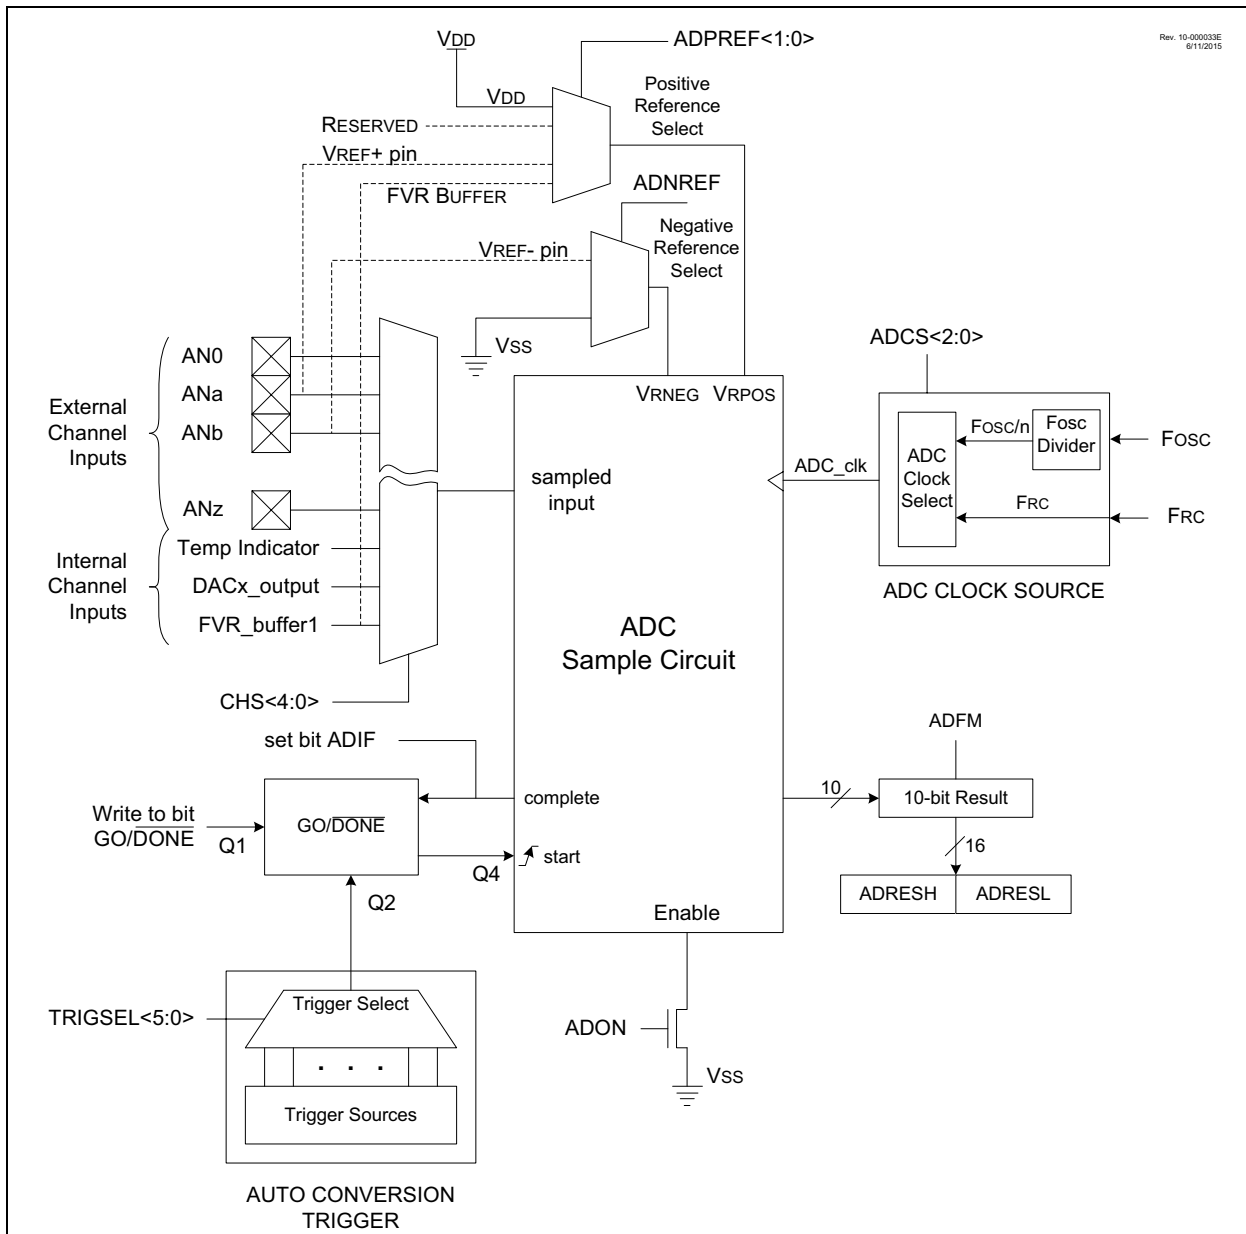 Rev. 10-000033E
6/11/2015
VDD
ADPREF<1:0>
VDD
Positive
Reference
Select
RESERVED
VREF+ pin
FVR BUFFER
ADNREF
Negative
Reference
Select
VREF- pin
VSS
External
Channel
Inputs
AN0
ANa
ANb
ANz
Internal
Channel
Inputs
Temp Indicator
DACx_output
FVR_buffer1
CHS<4:0>
VRNEG VRPOS
sampled
input
ADC_clk
ADCS<2:0>
ADC
Clock
Select
FOSC/n
Fosc
Divider
FOSC
FRC
FRC
ADC CLOCK SOURCE
ADC
Sample Circuit
set bit ADIF
complete
Write to bit
GO/DONE
Q1
GO/DONE
Q4
start
Q2
Enable
ADFM
10
10-bit Result
16
ADRESH ADRESL
TRIGSEL<5:0>
Trigger Select
. . .
Trigger Sources
AUTO CONVERSION
TRIGGER
ADON
VSS